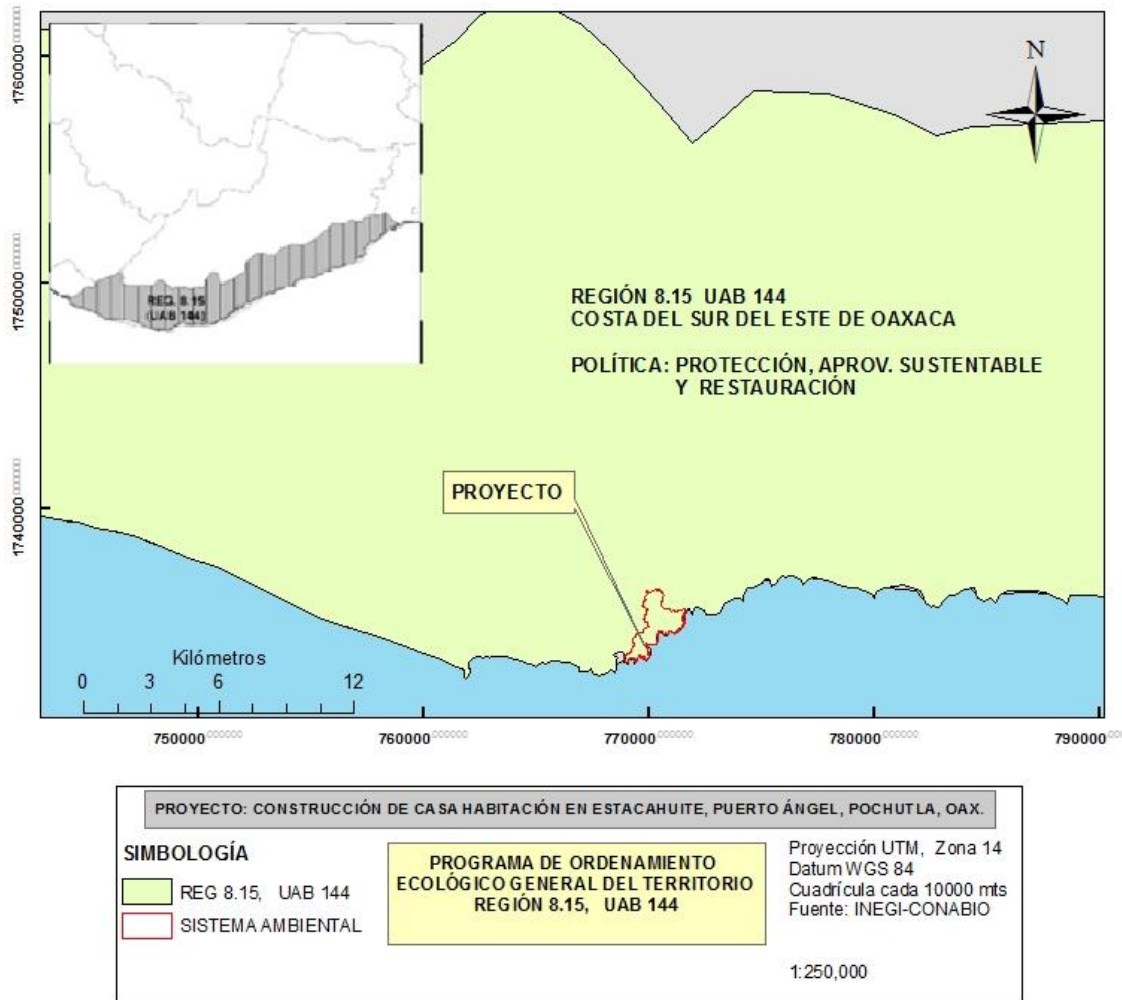 1760000
1750000
1740000
N
REG. 8.15
(UAB 144)
REGIÓN 8.15 UAB 144
COSTA DEL SUR DEL ESTE DE OAXACA
POLÍTICA: PROTECCIÓN, APROV. SUSTENTABLE
Y RESTAURACIÓN
PROYECTO
Kilómetros
0 3 6 12
750000 760000 770000 780000 790000
PROYECTO: CONSTRUCCIÓN DE CASA HABITACIÓN EN ESTACAHUITE, PUERTO ÁNGEL, POCHUTLA, OAX.
SIMBOLOGÍA
REG 8.15, UAB 144
SISTEMA AMBIENTAL
PROGRAMA DE ORDENAMIENTO
ECOLÓGICO GENERAL DEL TERRITORIO
REGIÓN 8.15, UAB 144
Proyección UTM, Zona 14
Datum WGS 84
Cuadrícula cada 10000 mts
Fuente: INEGI-CONABIO
1:250,000